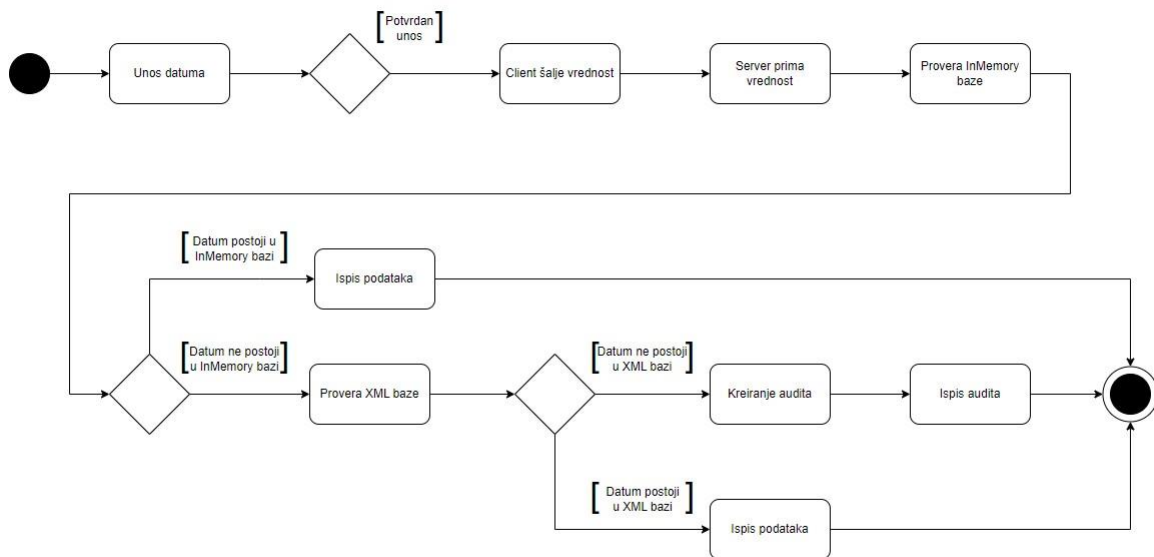 [Potvrdan
unos]
Unos datuma
Client šalje vrednost
Server prima
vrednost
Provera InMemory
baze
[Datum postoji u
InMemory bazi]
Ispis podataka
[Datum ne postoji
u InMemory bazi]
Provera XML baze
[Datum ne postoji
u XML bazi]
Kreiranje audita
Ispis audita
[Datum postoji
u XML bazi]
Ispis podataka